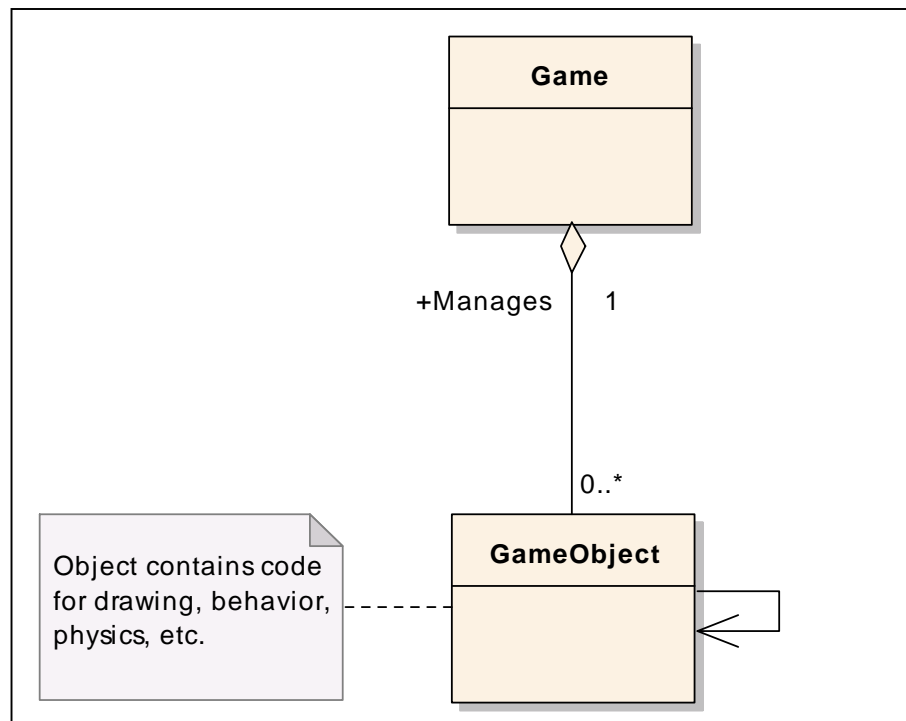 Game
+Manages 1
0..*
GameObject
Object contains code
for drawing, behavior,
physics, etc.